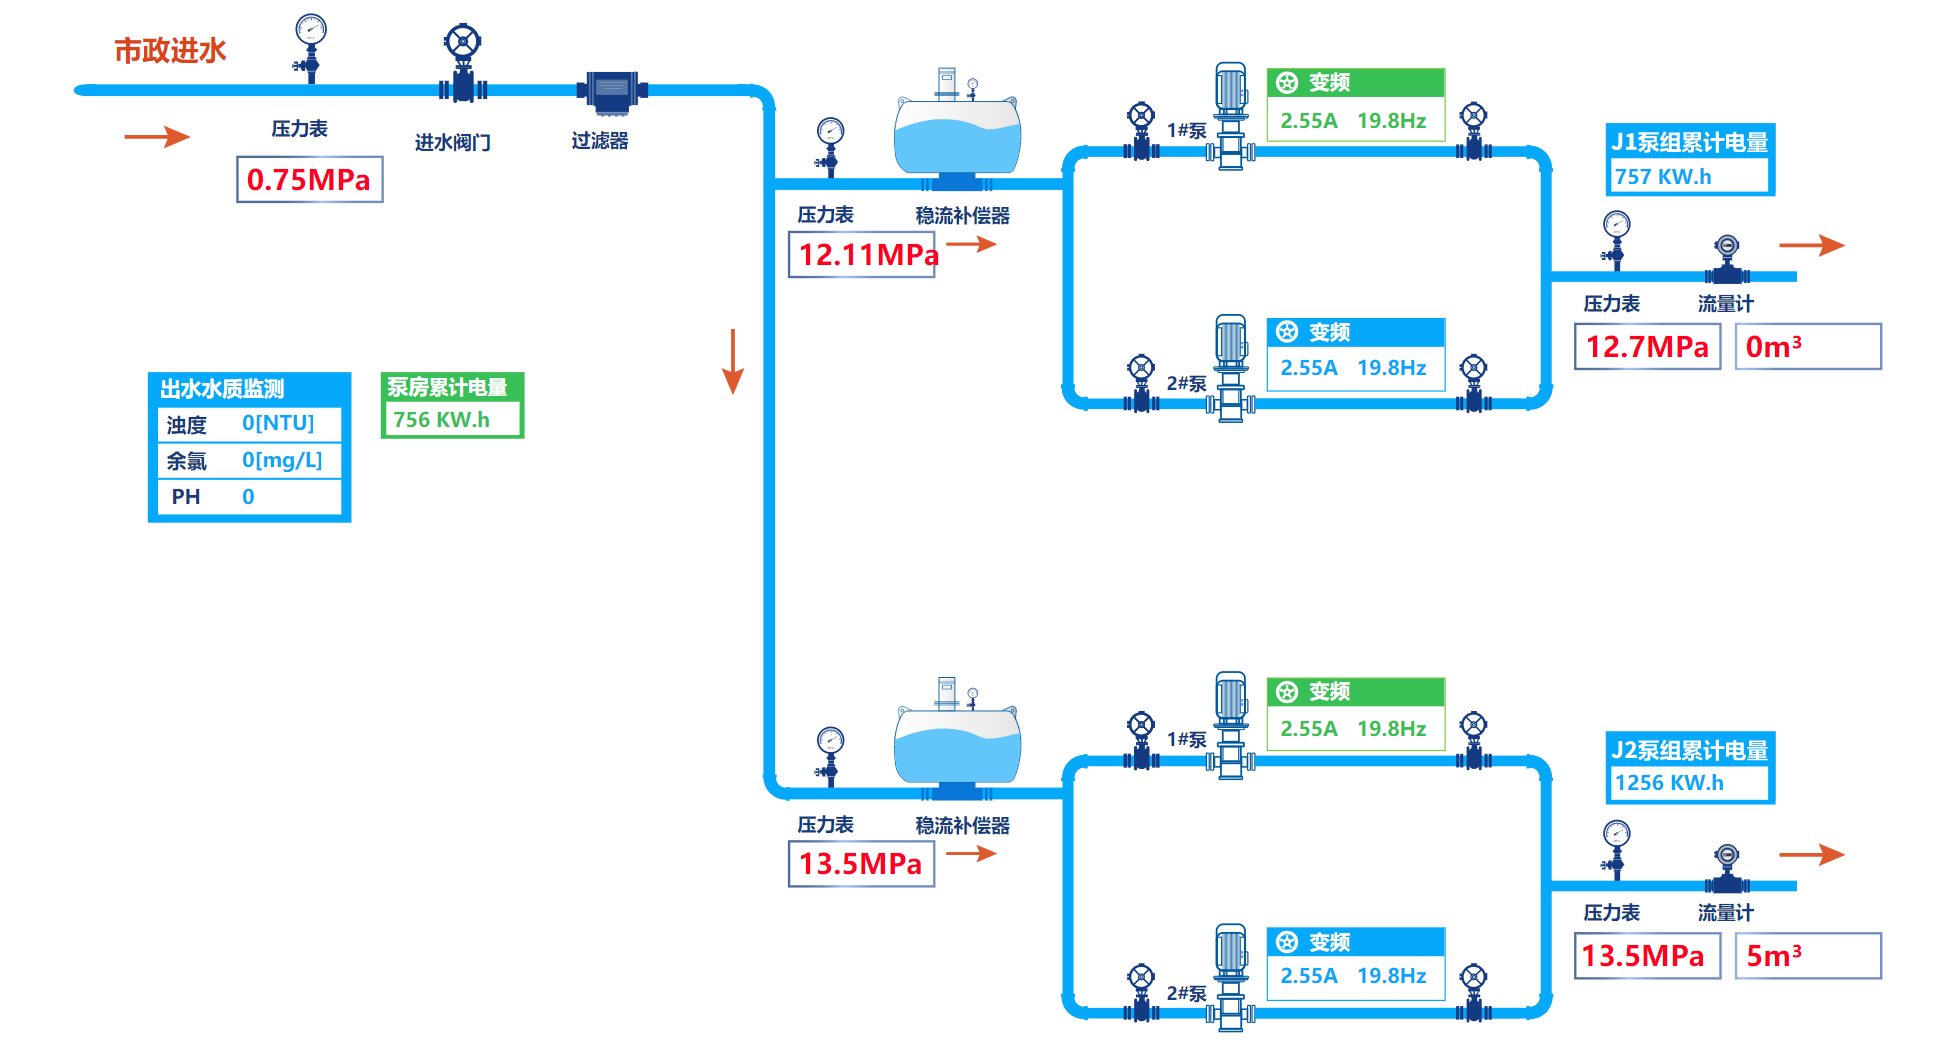 市政进水
压力表
0.75MPa
进水阀门
过滤器
压力表
12.11MPa
稳流补偿器
1#泵
变频
2.55A 19.8Hz
2#泵
变频
2.55A 19.8Hz
J1泵组累计电量
757 KW.h
压力表
12.7MPa
流量计
0m³
出水水质监测
浊度 0[NTU]
余氯 0[mg/L]
PH 0
泵房累计电量
756 KW.h
压力表
13.5MPa
稳流补偿器
1#泵
变频
2.55A 19.8Hz
2#泵
变频
2.55A 19.8Hz
J2泵组累计电量
1256 KW.h
压力表
13.5MPa
流量计
5m³